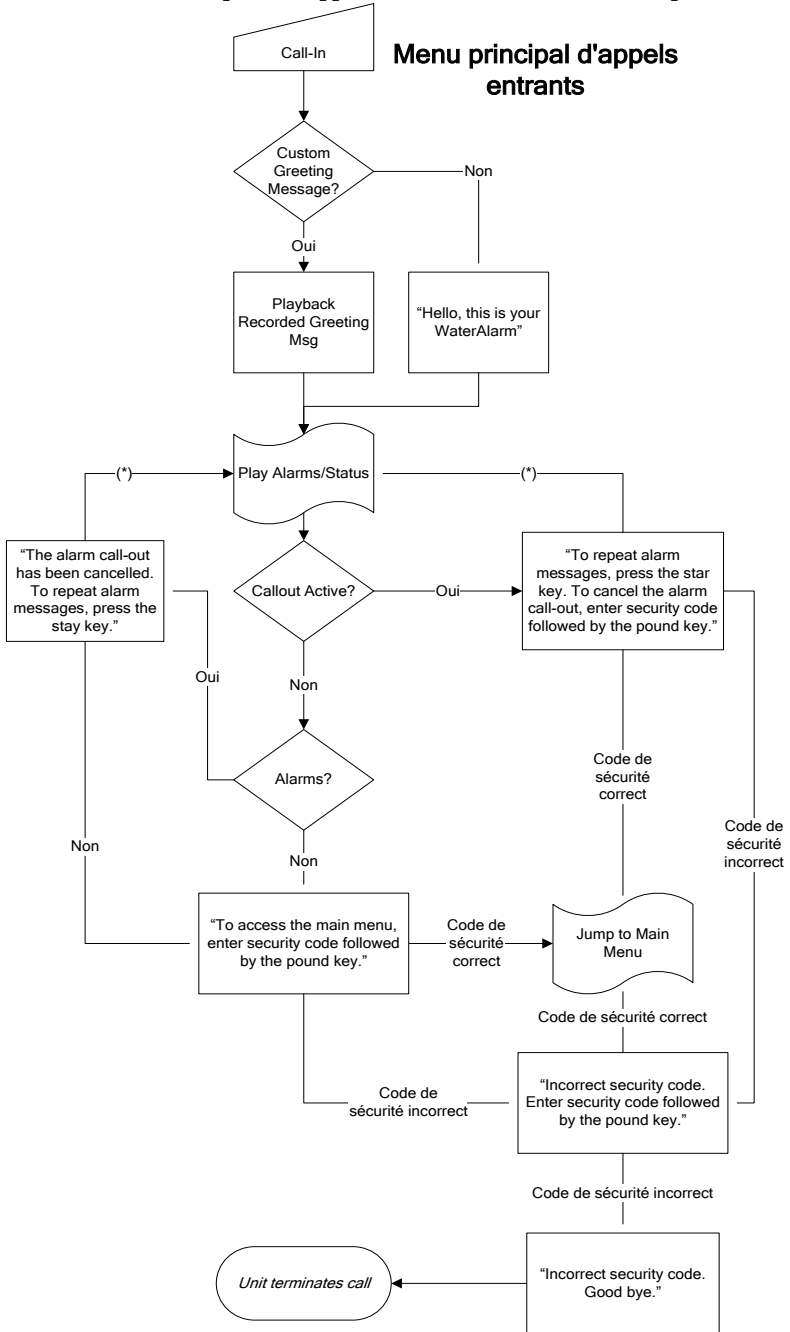 Call-In
Menu principal d'appels
entrants
Custom
Greeting
Message?
Non
Oui
Playback
Recorded Greeting
Msg
“Hello, this is your
WaterAlarm”
(*)
Play Alarms/Status
(*)
“The alarm call-out
has been cancelled.
To repeat alarm
messages, press the
stay key.”
Callout Active?
Oui
“To repeat alarm
messages, press the star
key. To cancel the alarm
call-out, enter security code
followed by the pound key.”
Oui
Non
Alarms?
Code de
sécurité
correct
Code de
sécurité
incorrect
Non
Non
“To access the main menu,
enter security code followed
by the pound key.”
Code de
sécurité
correct
Jump to Main
Menu
Code de sécurité correct
Code de
sécurité incorrect
“Incorrect security code.
Enter security code followed
by the pound key.”
Code de sécurité incorrect
Unit terminates call
“Incorrect security code.
Good bye.”